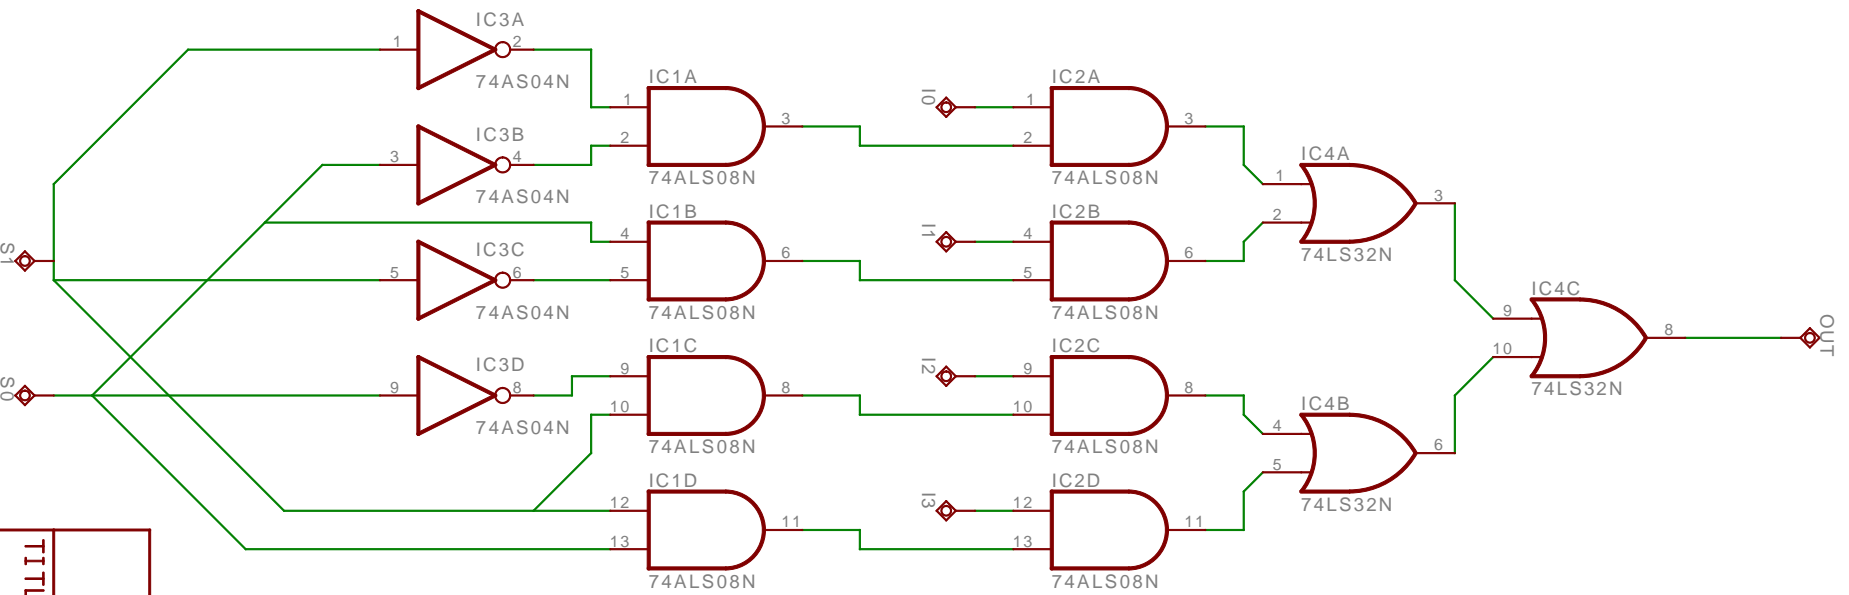 IC3A
1
2
74AS04N
IC3B
3
4
74AS04N
IC3C
5
6
74AS04N
IC3D
9
8
74AS04N
S1
S0
IC1A
1
2
3
74ALS08N
IC1B
4
5
6
74ALS08N
IC1C
9
10
8
74ALS08N
IC1D
12
13
11
74ALS08N
I0
I1
I2
I3
IC2A
1
2
3
74ALS08N
IC2B
4
5
6
74ALS08N
IC2C
9
10
8
74ALS08N
IC2D
12
13
11
74ALS08N
IC4A
1
2
3
74LS32N
IC4B
4
5
6
74LS32N
IC4C
9
10
8
74LS32N
OUT
TITL